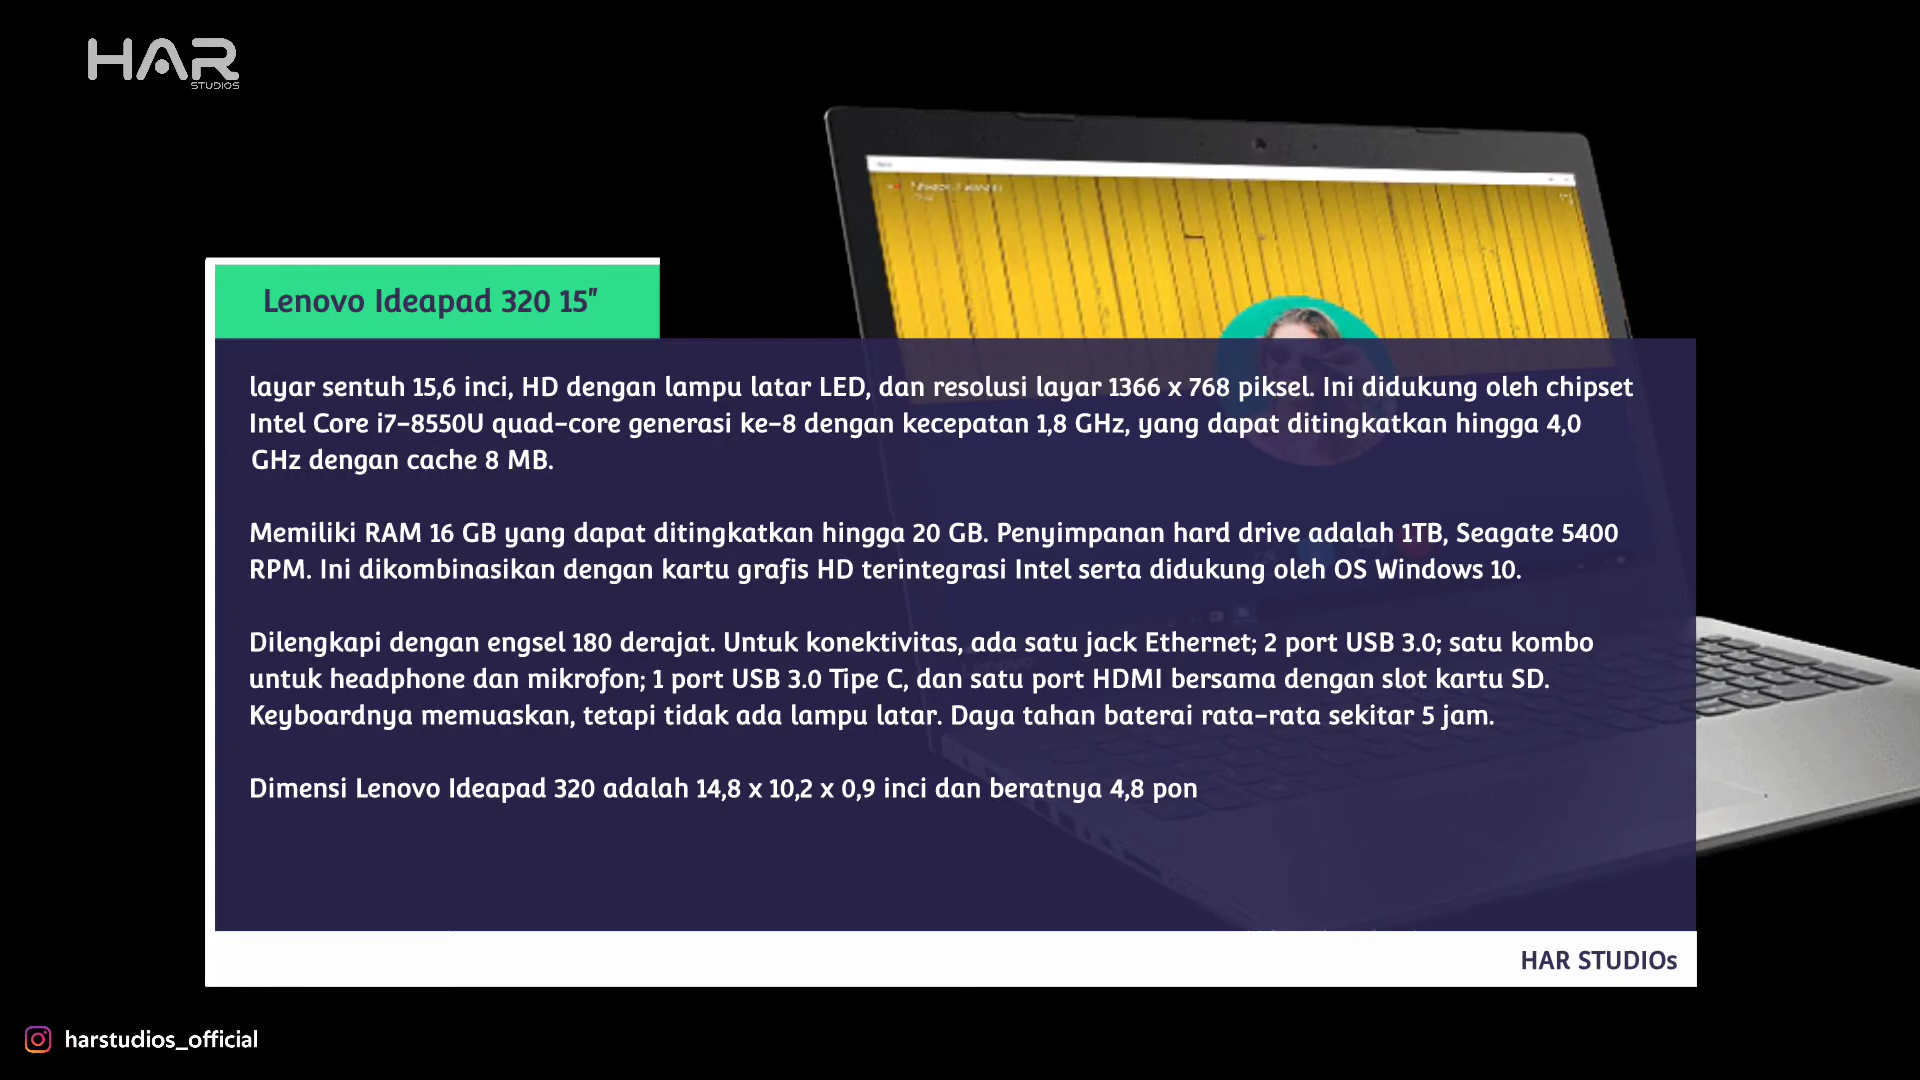 HAR
STUDIOS
Lenovo Ideapad 320 15"
layar sentuh 15,6 inci, HD dengan lampu latar LED, dan resolusi layar 1366 x 768 piksel. Ini didukung oleh chipset
Intel Core i7-8550U quad-core generasi ke-8 dengan kecepatan 1,8 GHz, yang dapat ditingkatkan hingga 4,0
GHz dengan cache 8 MB.
Memiliki RAM 16 GB yang dapat ditingkatkan hingga 20 GB. Penyimpanan hard drive adalah 1TB, Seagate 5400
RPM. Ini dikombinasikan dengan kartu grafis HD terintegrasi Intel serta didukung oleh OS Windows 10.
Dilengkapi dengan engsel 180 derajat. Untuk konektivitas, ada satu jack Ethernet; 2 port USB 3.0; satu kombo
untuk headphone dan mikrofon; 1 port USB 3.0 Tipe C, dan satu port HDMI bersama dengan slot kartu SD.
Keyboardnya memuaskan, tetapi tidak ada lampu latar. Daya tahan baterai rata-rata sekitar 5 jam.
Dimensi Lenovo Ideapad 320 adalah 14,8 x 10,2 x 0,9 inci dan beratnya 4,8 pon
HAR STUDIOs
harstudios_official